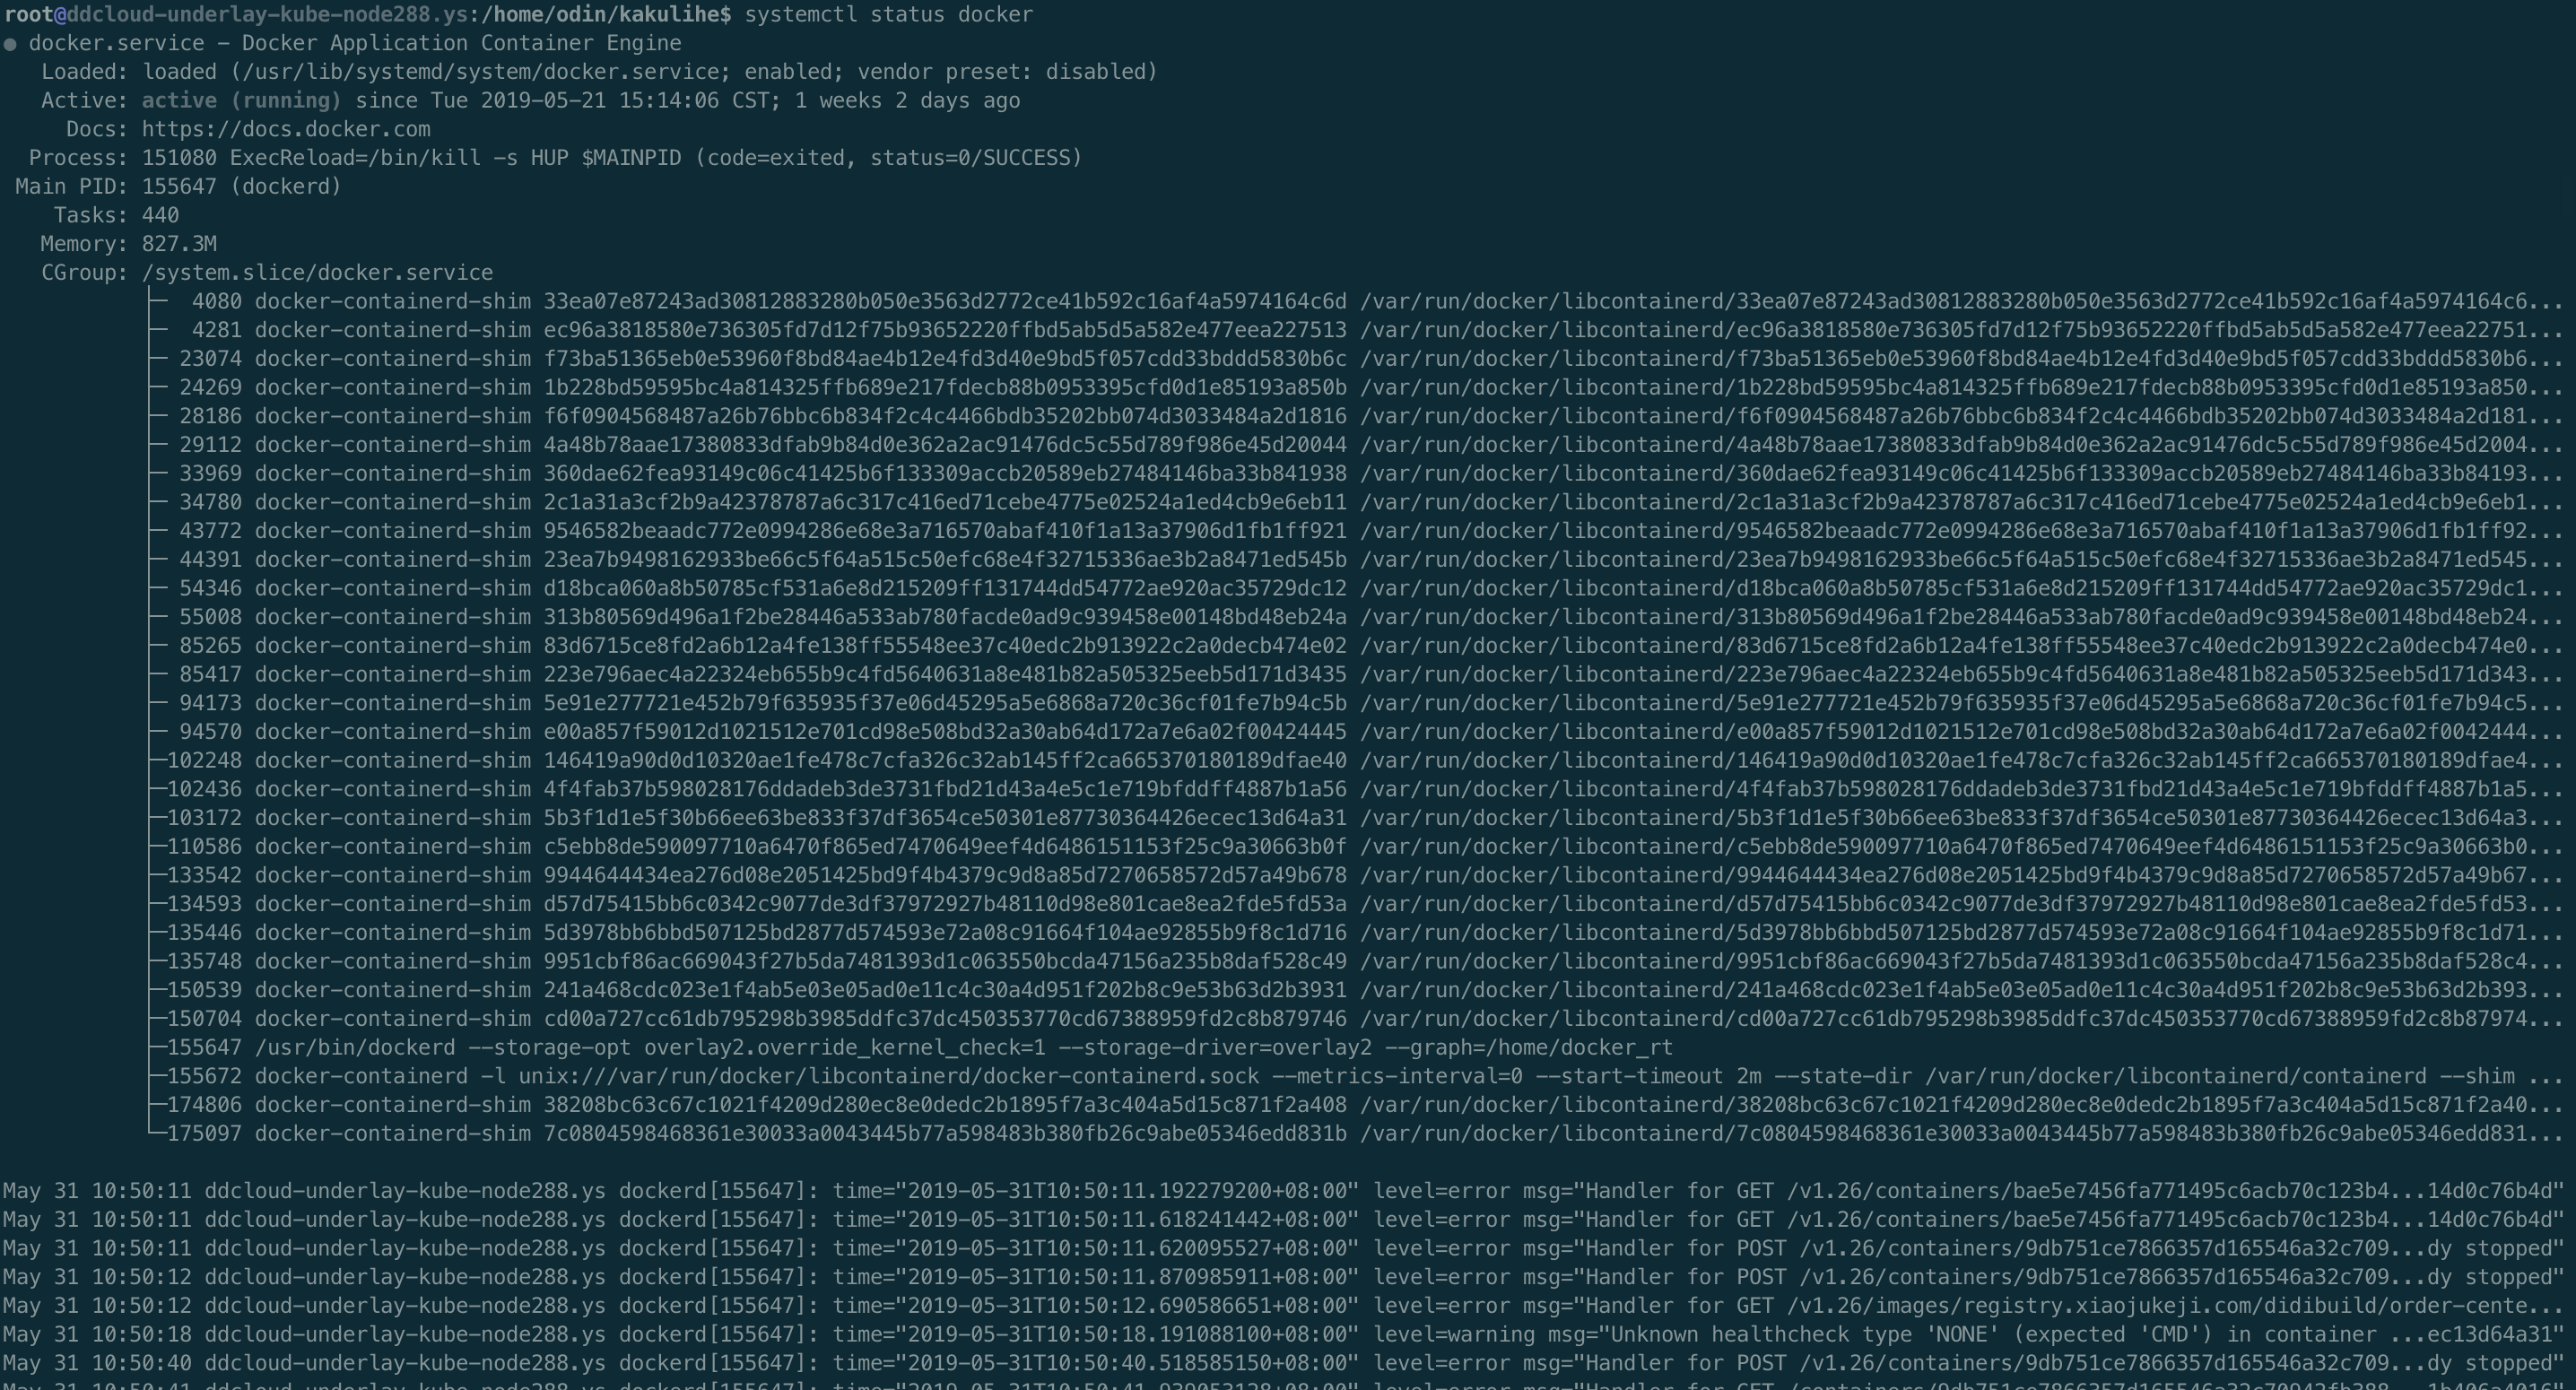 root@ddcloud-underlay-kube-node288.ys:/home/odin/kakulihe$ systemctl status docker
● docker.service - Docker Application Container Engine
Loaded: loaded (/usr/lib/systemd/system/docker.service; enabled; vendor preset: disabled)
Active: active (running) since Tue 2019-05-21 15:14:06 CST; 1 weeks 2 days ago
Docs: https://docs.docker.com
Process: 151080 ExecReload=/bin/kill -s HUP $MAINPID (code=exited, status=0/SUCCESS)
Main PID: 155647 (dockerd)
Tasks: 440
Memory: 827.3M
CGroup: /system.slice/docker.service
├─ 4080 docker-containerd-shim 33ea07e87243ad30812883280b050e3563d2772ce41b592c16af4a5974164c6d /var/run/docker/libcontainerd/33ea07e87243ad30812883280b050e3563d2772ce41b592c16af4a5974164c6...
├─ 4281 docker-containerd-shim ec96a3818580e736305fd7d12f75b93652220ffbd5ab5d5a582e477eea227513 /var/run/docker/libcontainerd/ec96a3818580e736305fd7d12f75b93652220ffbd5ab5d5a582e477eea22751...
├─ 23074 docker-containerd-shim f73ba51365eb0e53960f8bd84ae4b12e4fd3d40e9bd5f057cdd33bddd5830b6c /var/run/docker/libcontainerd/f73ba51365eb0e53960f8bd84ae4b12e4fd3d40e9bd5f057cdd33bddd5830b6...
├─ 24269 docker-containerd-shim 1b228bd59595bc4a814325ffb689e217fdecb88b0953395cfd0d1e85193a850b /var/run/docker/libcontainerd/1b228bd59595bc4a814325ffb689e217fdecb88b0953395cfd0d1e85193a850...
├─ 28186 docker-containerd-shim f6f0904568487a26b76bbc6b834f2c4c4466bdb35202bb074d3033484a2d1816 /var/run/docker/libcontainerd/f6f0904568487a26b76bbc6b834f2c4c4466bdb35202bb074d3033484a2d181...
├─ 29112 docker-containerd-shim 4a48b78aae17380833dfab9b84d0e362a2ac91476dc5c55d789f986e45d20044 /var/run/docker/libcontainerd/4a48b78aae17380833dfab9b84d0e362a2ac91476dc5c55d789f986e45d2004...
├─ 33969 docker-containerd-shim 360dae62fea93149c06c41425b6f133309accb20589eb27484146ba33b841938 /var/run/docker/libcontainerd/360dae62fea93149c06c41425b6f133309accb20589eb27484146ba33b84193...
├─ 34780 docker-containerd-shim 2c1a31a3cf2b9a42378787a6c317c416ed71cebe4775e02524a1ed4cb9e6eb11 /var/run/docker/libcontainerd/2c1a31a3cf2b9a42378787a6c317c416ed71cebe4775e02524a1ed4cb9e6eb1...
├─ 43772 docker-containerd-shim 9546582beaadc772e0994286e68e3a716570abaf410f1a13a37906d1fb1ff921 /var/run/docker/libcontainerd/9546582beaadc772e0994286e68e3a716570abaf410f1a13a37906d1fb1ff92...
├─ 44391 docker-containerd-shim 23ea7b9498162933be66c5f64a515c50efc68e4f32715336ae3b2a8471ed545b /var/run/docker/libcontainerd/23ea7b9498162933be66c5f64a515c50efc68e4f32715336ae3b2a8471ed545...
├─ 54346 docker-containerd-shim d18bca060a8b50785cf531a6e8d215209ff131744dd54772ae920ac35729dc12 /var/run/docker/libcontainerd/d18bca060a8b50785cf531a6e8d215209ff131744dd54772ae920ac35729dc1...
├─ 55008 docker-containerd-shim 313b80569d496a1f2be28446a533ab780facde0ad9c939458e00148bd48eb24a /var/run/docker/libcontainerd/313b80569d496a1f2be28446a533ab780facde0ad9c939458e00148bd48eb24...
├─ 85265 docker-containerd-shim 83d6715ce8fd2a6b12a4fe138ff55548ee37c40edc2b913922c2a0decb474e02 /var/run/docker/libcontainerd/83d6715ce8fd2a6b12a4fe138ff55548ee37c40edc2b913922c2a0decb474e0...
├─ 85417 docker-containerd-shim 223e796aec4a22324eb655b9c4fd5640631a8e481b82a505325eeb5d171d3435 /var/run/docker/libcontainerd/223e796aec4a22324eb655b9c4fd5640631a8e481b82a505325eeb5d171d343...
├─ 94173 docker-containerd-shim 5e91e277721e452b79f635935f37e06d45295a5e6868a720c36cf01fe7b94c5b /var/run/docker/libcontainerd/5e91e277721e452b79f635935f37e06d45295a5e6868a720c36cf01fe7b94c5...
├─ 94570 docker-containerd-shim e00a857f59012d1021512e701cd98e508bd32a30ab64d172a7e6a02f00424445 /var/run/docker/libcontainerd/e00a857f59012d1021512e701cd98e508bd32a30ab64d172a7e6a02f0042444...
├─102248 docker-containerd-shim 146419a90d0d10320ae1fe478c7cfa326c32ab145ff2ca665370180189dfae40 /var/run/docker/libcontainerd/146419a90d0d10320ae1fe478c7cfa326c32ab145ff2ca665370180189dfae4...
├─102436 docker-containerd-shim 4f4fab37b598028176ddadeb3de3731fbd21d43a4e5c1e719bfddff4887b1a56 /var/run/docker/libcontainerd/4f4fab37b598028176ddadeb3de3731fbd21d43a4e5c1e719bfddff4887b1a5...
├─103172 docker-containerd-shim 5b3f1d1e5f30b66ee63be833f37df3654ce50301e87730364426ecec13d64a31 /var/run/docker/libcontainerd/5b3f1d1e5f30b66ee63be833f37df3654ce50301e87730364426ecec13d64a3...
├─110586 docker-containerd-shim c5ebb8de590097710a6470f865ed7470649eef4d6486151153f25c9a30663b0f /var/run/docker/libcontainerd/c5ebb8de590097710a6470f865ed7470649eef4d6486151153f25c9a30663b0...
├─133542 docker-containerd-shim 9944644434ea276d08e2051425bd9f4b4379c9d8a85d7270658572d57a49b678 /var/run/docker/libcontainerd/9944644434ea276d08e2051425bd9f4b4379c9d8a85d7270658572d57a49b67...
├─134593 docker-containerd-shim d57d75415bb6c0342c9077de3df37972927b48110d98e801cae8ea2fde5fd53a /var/run/docker/libcontainerd/d57d75415bb6c0342c9077de3df37972927b48110d98e801cae8ea2fde5fd53...
├─135446 docker-containerd-shim 5d3978bb6bbd507125bd2877d574593e72a08c91664f104ae92855b9f8c1d716 /var/run/docker/libcontainerd/5d3978bb6bbd507125bd2877d574593e72a08c91664f104ae92855b9f8c1d71...
├─135748 docker-containerd-shim 9951cbf86ac669043f27b5da7481393d1c063550bcda47156a235b8daf528c49 /var/run/docker/libcontainerd/9951cbf86ac669043f27b5da7481393d1c063550bcda47156a235b8daf528c4...
├─150539 docker-containerd-shim 241a468cdc023e1f4ab5e03e05ad0e11c4c30a4d951f202b8c9e53b63d2b3931 /var/run/docker/libcontainerd/241a468cdc023e1f4ab5e03e05ad0e11c4c30a4d951f202b8c9e53b63d2b393...
├─150704 docker-containerd-shim cd00a727cc61db795298b3985ddfc37dc450353770cd67388959fd2c8b879746 /var/run/docker/libcontainerd/cd00a727cc61db795298b3985ddfc37dc450353770cd67388959fd2c8b87974...
├─155647 /usr/bin/dockerd --storage-opt overlay2.override_kernel_check=1 --storage-driver=overlay2 --graph=/home/docker_rt
├─155672 docker-containerd -l unix:///var/run/docker/libcontainerd/docker-containerd.sock --metrics-interval=0 --start-timeout 2m --state-dir /var/run/docker/libcontainerd/containerd --shim ...
├─174806 docker-containerd-shim 38208bc63c67c1021f4209d280ec8e0dedc2b1895f7a3c404a5d15c871f2a408 /var/run/docker/libcontainerd/38208bc63c67c1021f4209d280ec8e0dedc2b1895f7a3c404a5d15c871f2a40...
└─175097 docker-containerd-shim 7c0804598468361e30033a0043445b77a598483b380fb26c9abe05346edd831b /var/run/docker/libcontainerd/7c0804598468361e30033a0043445b77a598483b380fb26c9abe05346edd831...
May 31 10:50:11 ddcloud-underlay-kube-node288.ys dockerd[155647]: time="2019-05-31T10:50:11.192279200+08:00" level=error msg="Handler for GET /v1.26/containers/bae5e7456fa771495c6acb70c123b4...14d0c76b4d"
May 31 10:50:11 ddcloud-underlay-kube-node288.ys dockerd[155647]: time="2019-05-31T10:50:11.618241442+08:00" level=error msg="Handler for GET /v1.26/containers/bae5e7456fa771495c6acb70c123b4...14d0c76b4d"
May 31 10:50:11 ddcloud-underlay-kube-node288.ys dockerd[155647]: time="2019-05-31T10:50:11.620095527+08:00" level=error msg="Handler for POST /v1.26/containers/9db751ce7866357d165546a32c709...dy stopped"
May 31 10:50:12 ddcloud-underlay-kube-node288.ys dockerd[155647]: time="2019-05-31T10:50:11.870985911+08:00" level=error msg="Handler for POST /v1.26/containers/9db751ce7866357d165546a32c709...dy stopped"
May 31 10:50:12 ddcloud-underlay-kube-node288.ys dockerd[155647]: time="2019-05-31T10:50:12.690586651+08:00" level=error msg="Handler for GET /v1.26/images/registry.xiaojukeji.com/didibuild/order-cente...
May 31 10:50:18 ddcloud-underlay-kube-node288.ys dockerd[155647]: time="2019-05-31T10:50:18.191088100+08:00" level=warning msg="Unknown healthcheck type 'NONE' (expected 'CMD') in container ...ec13d64a31"
May 31 10:50:40 ddcloud-underlay-kube-node288.ys dockerd[155647]: time="2019-05-31T10:50:40.518585150+08:00" level=error msg="Handler for POST /v1.26/containers/9db751ce7866357d165546a32c709...dy stopped"